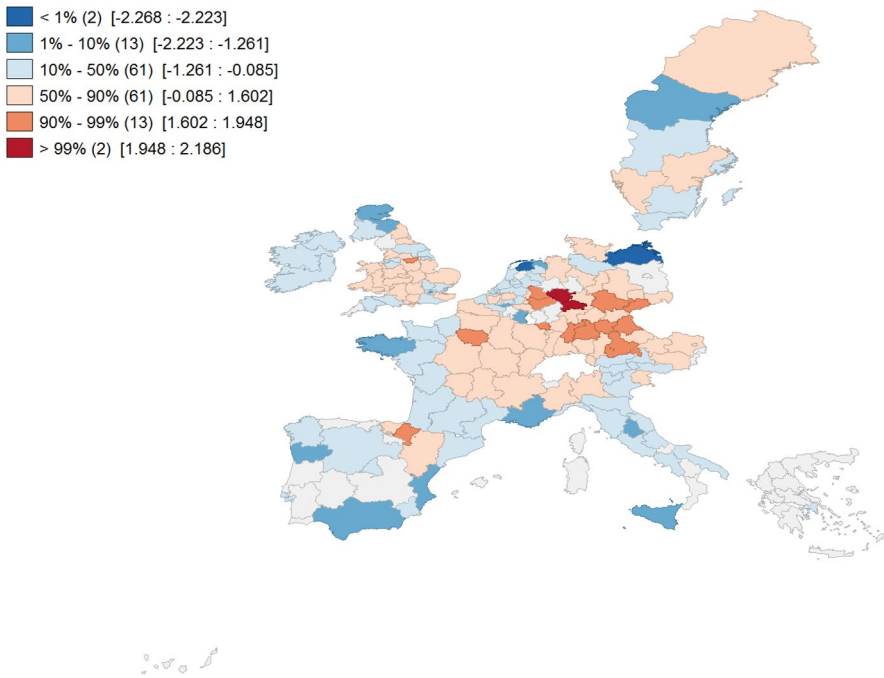 < 1% (2) [-2.268 : -2.223]
1% - 10% (13) [-2.223 : -1.261]
10% - 50% (61) [-1.261 : -0.085]
50% - 90% (61) [-0.085 : 1.602]
90% - 99% (13) [1.602 : 1.948]
> 99% (2) [1.948 : 2.186]